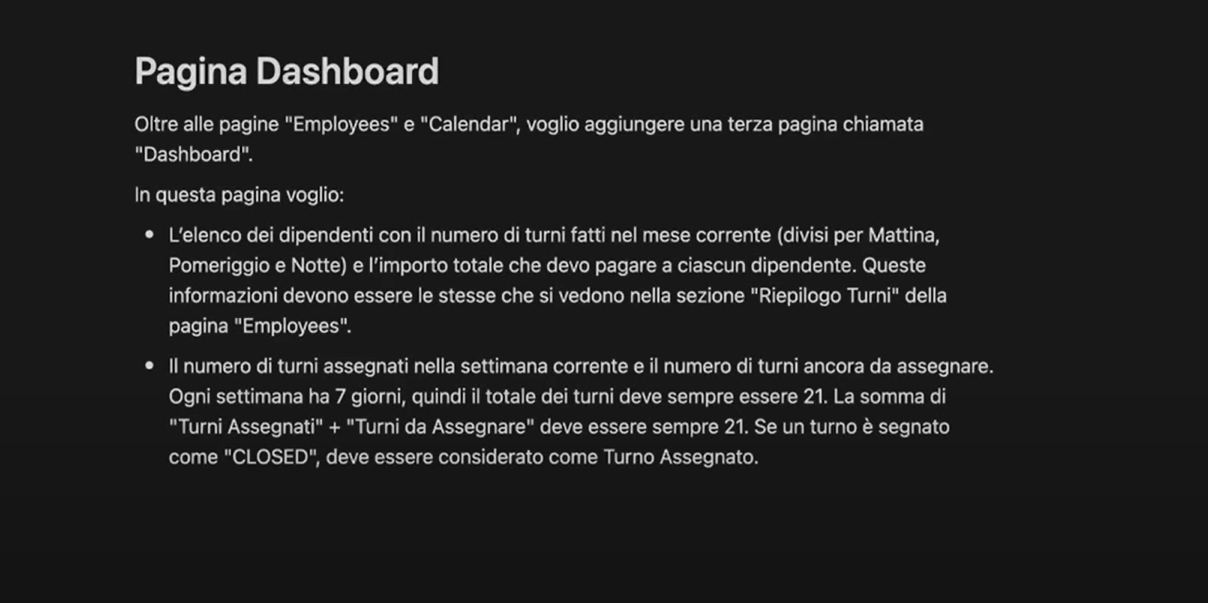 Pagina Dashboard
Oltre alle pagine "Employees" e "Calendar", voglio aggiungere una terza pagina chiamata
"Dashboard".
In questa pagina voglio:
• L'elenco dei dipendenti con il numero di turni fatti nel mese corrente (divisi per Mattina,
Pomeriggio e Notte) e l'importo totale che devo pagare a ciascun dipendente. Queste
informazioni devono essere le stesse che si vedono nella sezione "Riepilogo Turni" della
pagina "Employees".
• Il numero di turni assegnati nella settimana corrente e il numero di turni ancora da assegnare.
Ogni settimana ha 7 giorni, quindi il totale dei turni deve sempre essere 21. La somma di
"Turni Assegnati" + "Turni da Assegnare" deve essere sempre 21. Se un turno è segnato
come "CLOSED", deve essere considerato come Turno Assegnato.